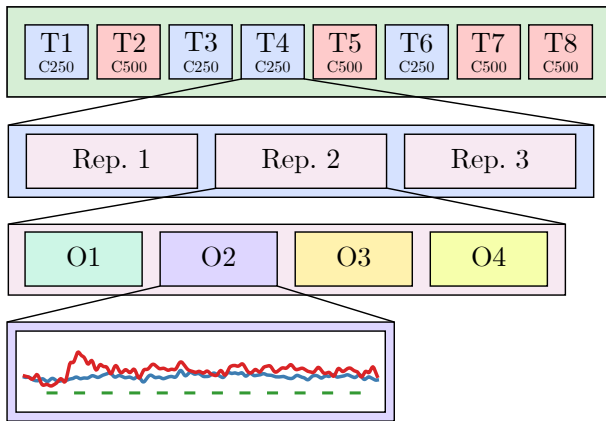 T1 T2 T3 T4 T5 T6 T7 T8
C250 C500 C250 C250 C500 C250 C500 C500
Rep. 1 Rep. 2 Rep. 3
O1 O2 O3 O4